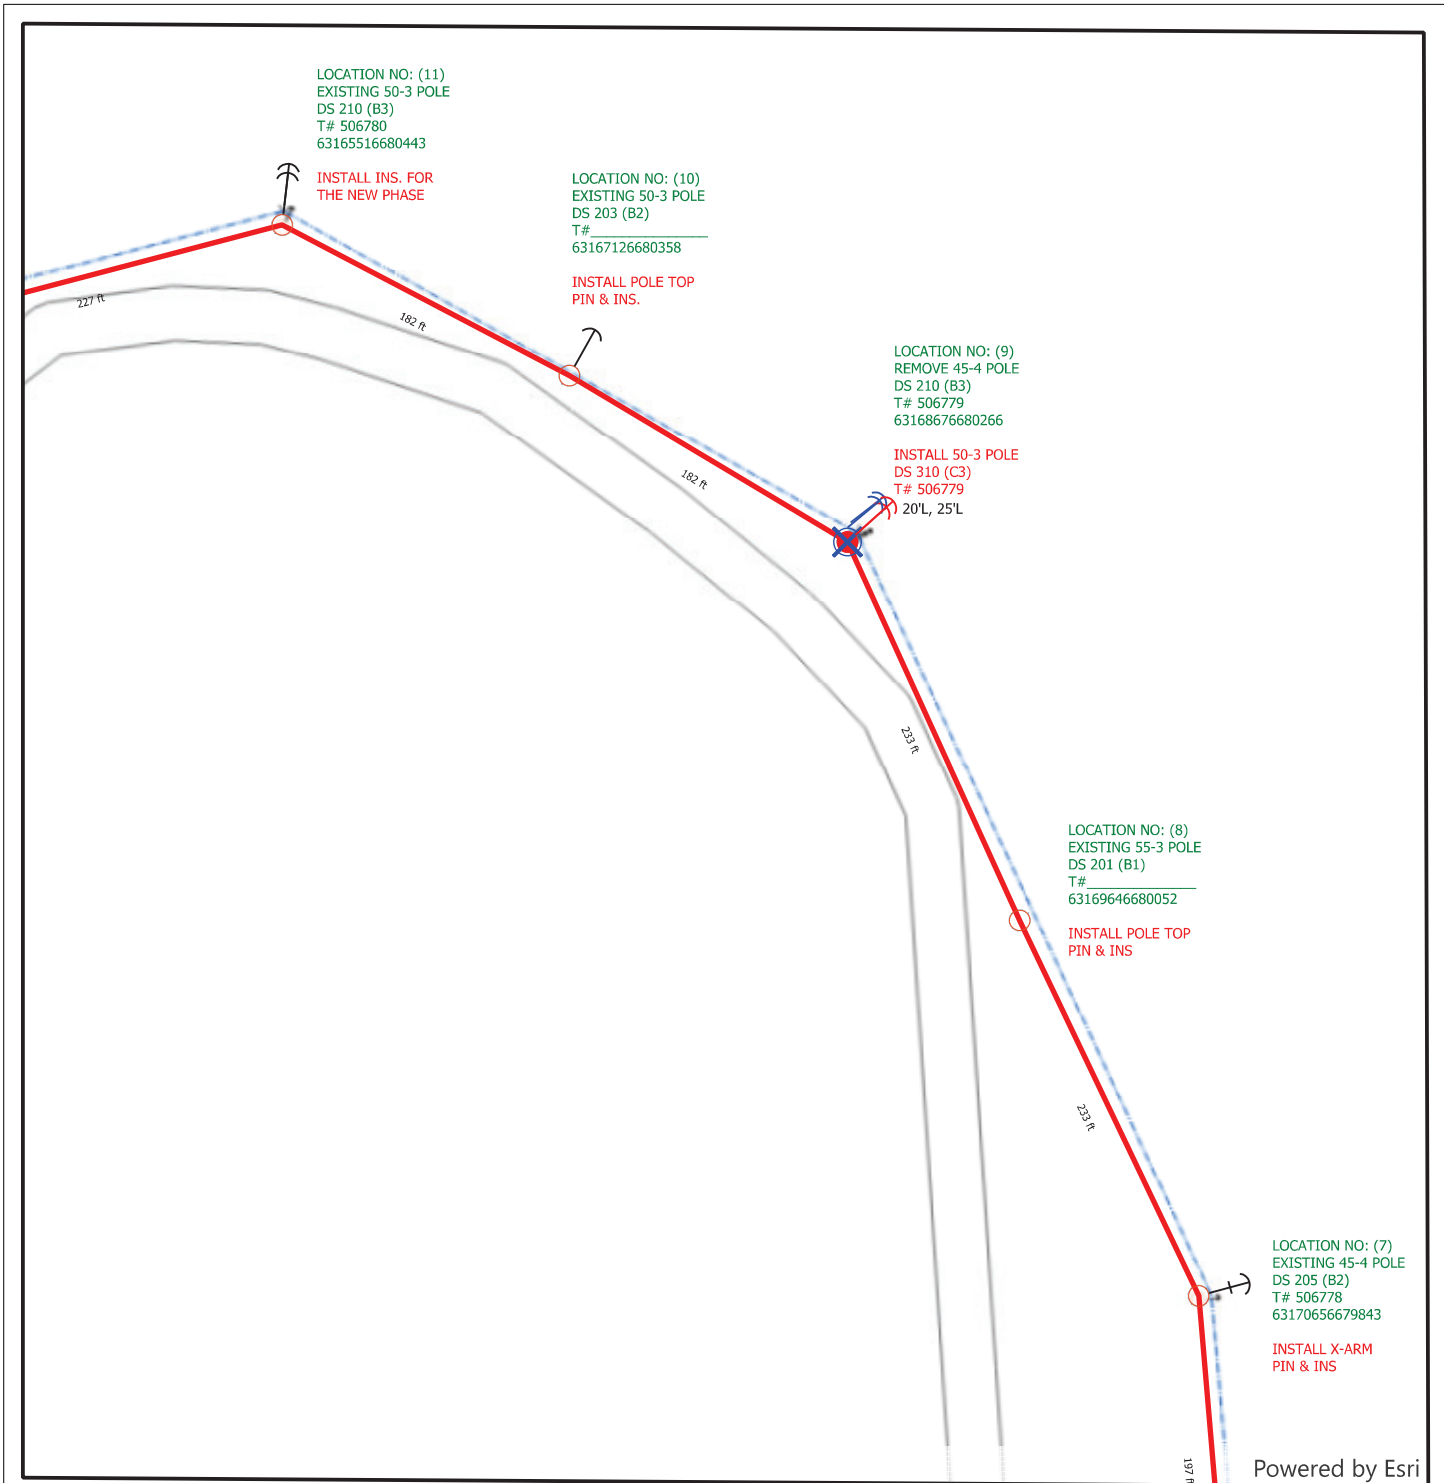 LOCATION NO: (11)
EXISTING 50-3 POLE
DS 210 (B3)
T# 506780
63165516680443
INSTALL INS. FOR
THE NEW PHASE
LOCATION NO: (10)
EXISTING 50-3 POLE
DS 203 (B2)
T#______________
63167126680358
INSTALL POLE TOP
PIN & INS.
227 ft
182 ft
LOCATION NO: (9)
REMOVE 45-4 POLE
DS 210 (B3)
T# 506779
63168676680266
INSTALL 50-3 POLE
DS 310 (C3)
T# 506779
20'L, 25'L
182 ft
233 ft
LOCATION NO: (8)
EXISTING 55-3 POLE
DS 201 (B1)
T#______________
63169646680052
INSTALL POLE TOP
PIN & INS
233 ft
LOCATION NO: (7)
EXISTING 45-4 POLE
DS 205 (B2)
T# 506778
63170656679843
INSTALL X-ARM
PIN & INS
197 ft
Powered by Esri